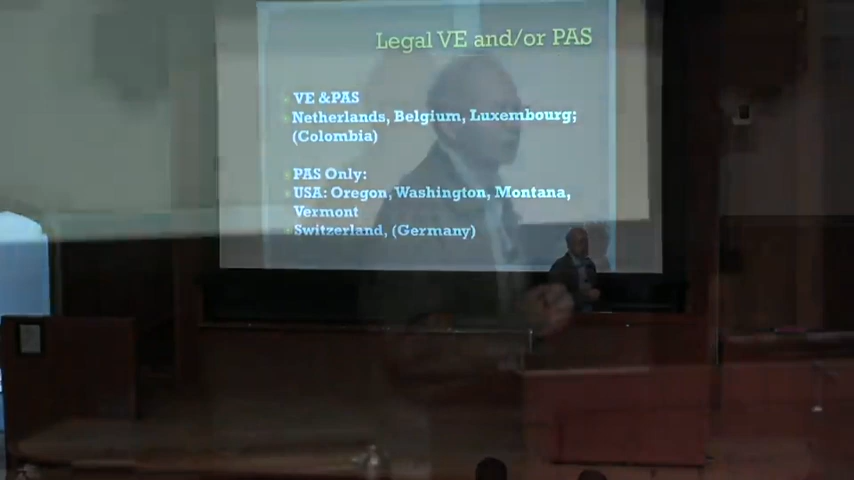 Legal VE and/or PAS
VE &PAS
Netherlands, Belgium, Luxembourg;
(Colombia)
PAS Only:
USA: Oregon, Washington, Montana,
Vermont
Switzerland, (Germany)